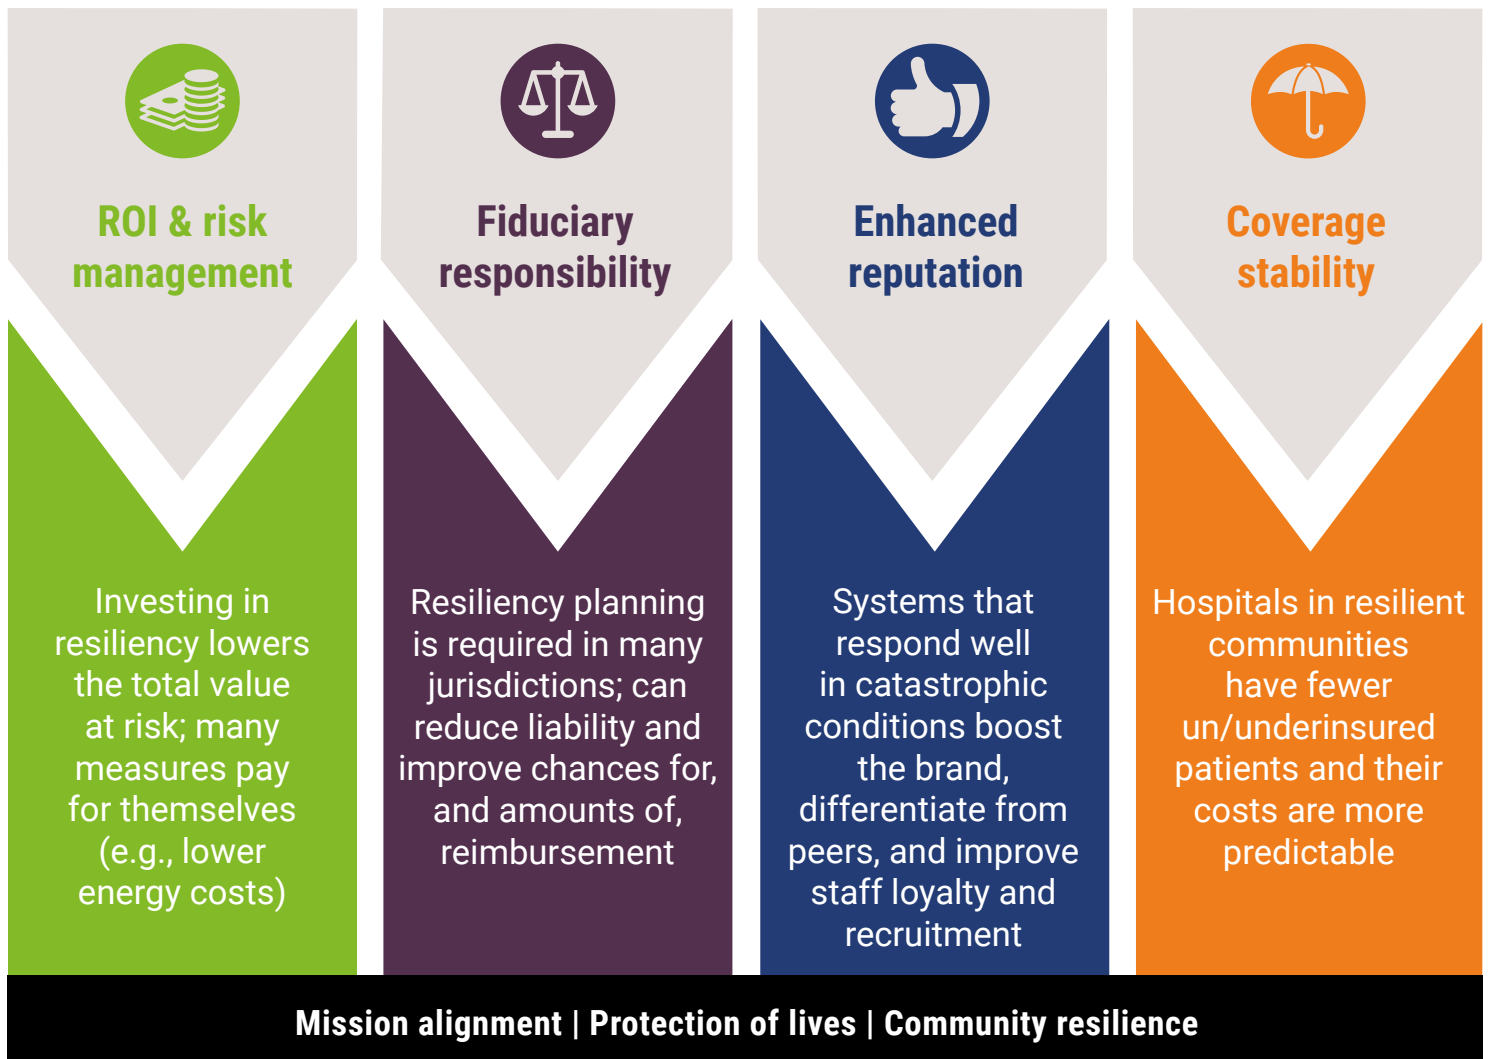 ROI & risk
management
Investing in
resiliency lowers
the total value
at risk; many
measures pay
for themselves
(e.g., lower
energy costs)
Fiduciary
responsibility
Resiliency planning
is required in many
jurisdictions; can
reduce liability and
improve chances for,
and amounts of,
reimbursement
Enhanced
reputation
Systems that
respond well
in catastrophic
conditions boost
the brand,
differentiate from
peers, and improve
staff loyalty and
recruitment
Coverage
stability
Hospitals in resilient
communities
have fewer
un/underinsured
patients and their
costs are more
predictable
Mission alignment | Protection of lives | Community resilience